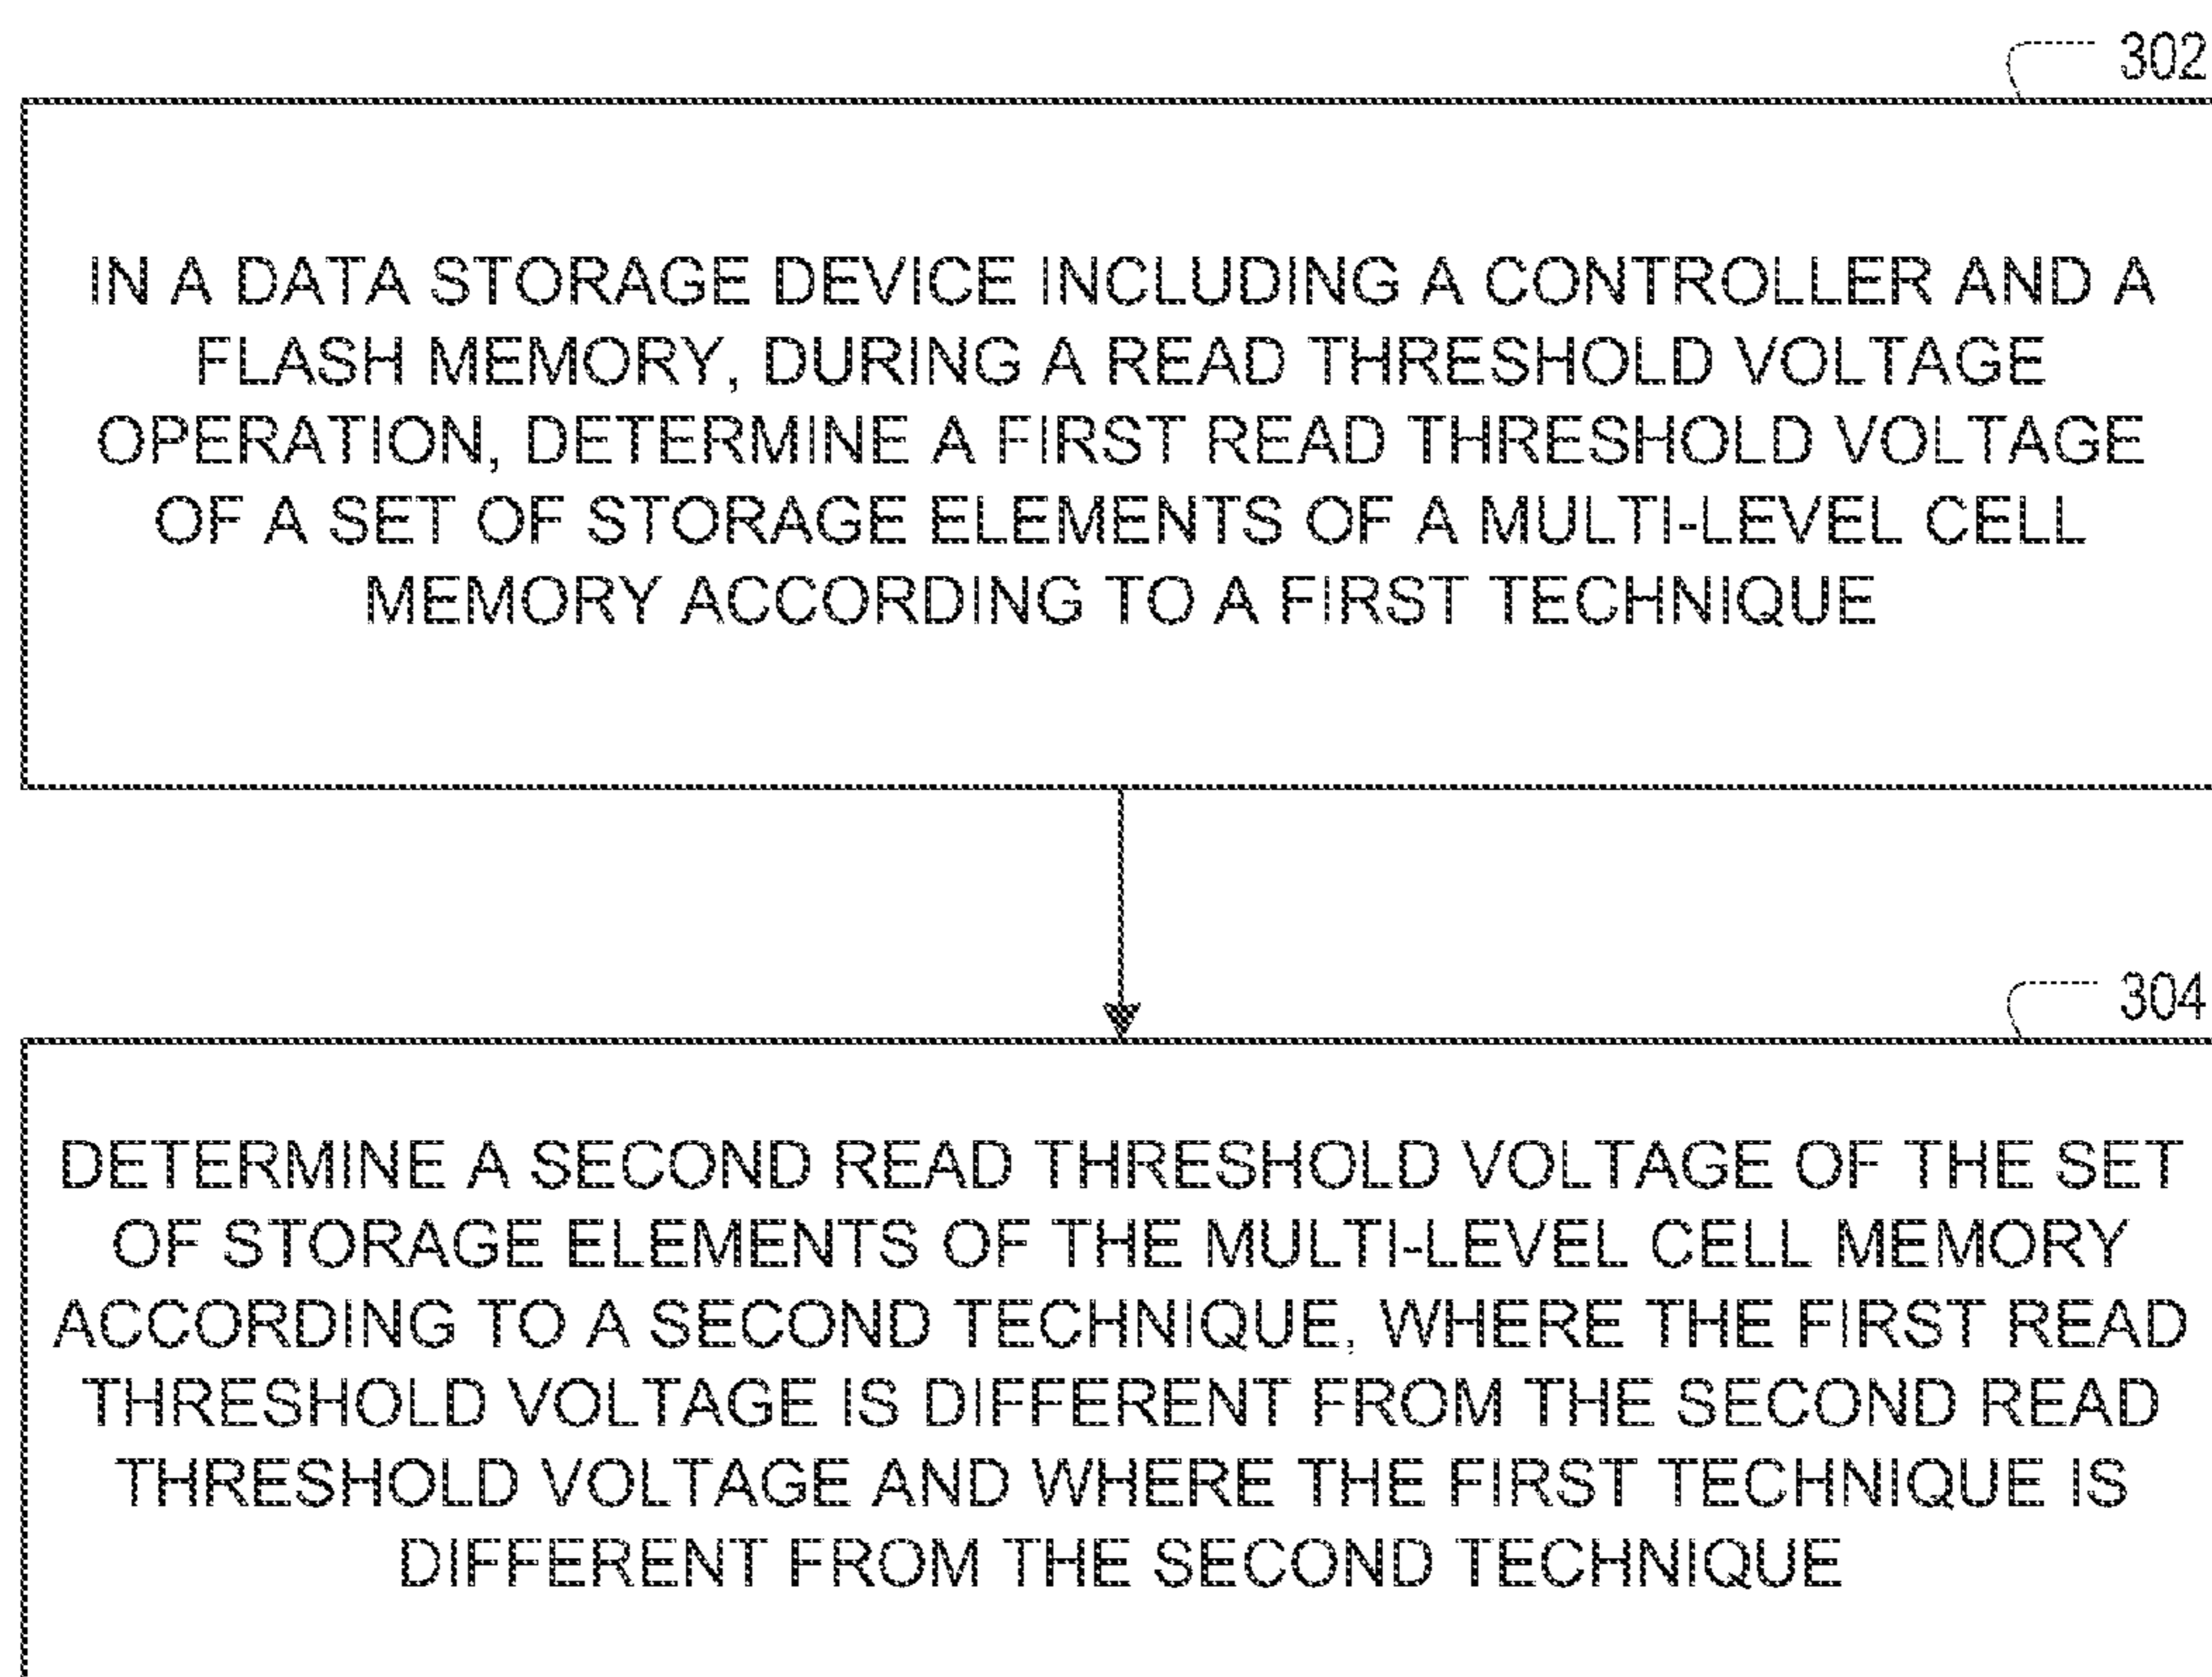 302
IN A DATA STORAGE DEVICE INCLUDING A CONTROLLER AND A
FLASH MEMORY, DURING A READ THRESHOLD VOLTAGE
OPERATION, DETERMINE A FIRST READ THRESHOLD VOLTAGE
OF A SET OF STORAGE ELEMENTS OF A MULTI-LEVEL CELL
MEMORY ACCORDING TO A FIRST TECHNIQUE
304
DETERMINE A SECOND READ THRESHOLD VOLTAGE OF THE SET
OF STORAGE ELEMENTS OF THE MULTI-LEVEL CELL MEMORY
ACCORDING TO A SECOND TECHNIQUE, WHERE THE FIRST READ
THRESHOLD VOLTAGE IS DIFFERENT FROM THE SECOND READ
THRESHOLD VOLTAGE AND WHERE THE FIRST TECHNIQUE IS
DIFFERENT FROM THE SECOND TECHNIQUE